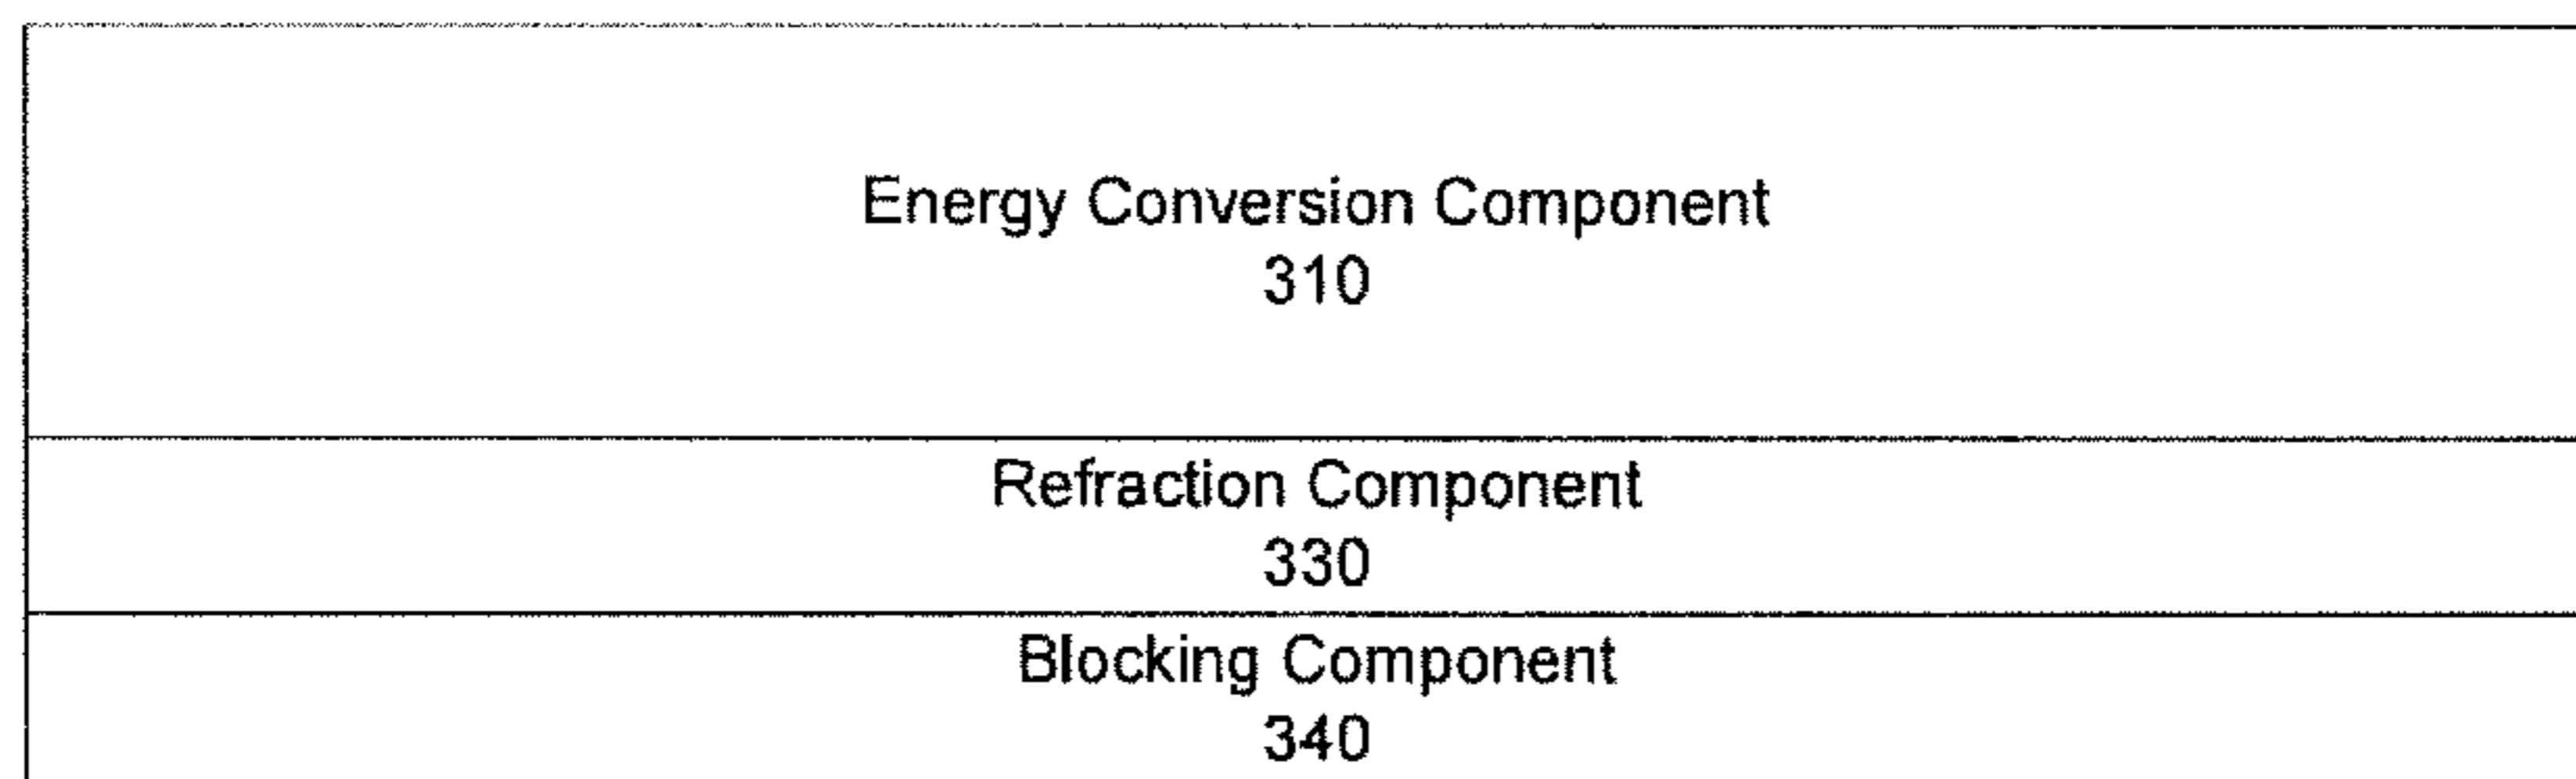 Energy Conversion Component
310
Refraction Component
330
Blocking Component
340